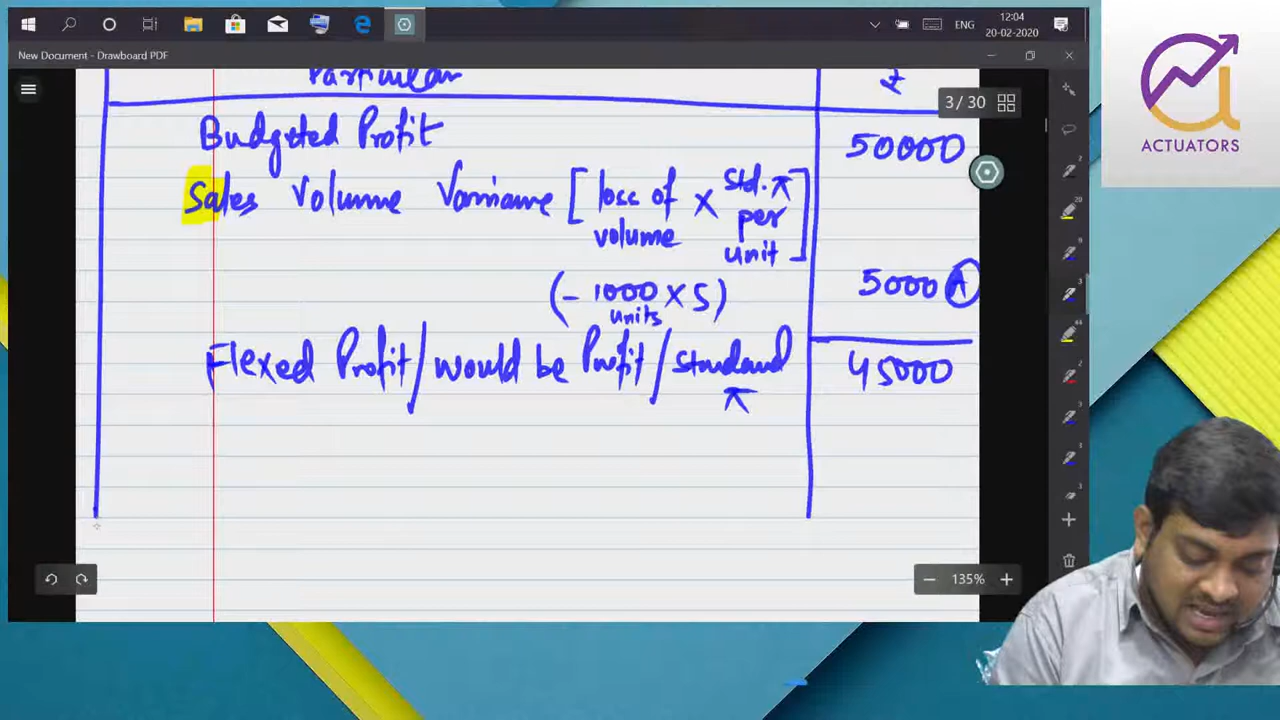 12:04
ENG
20-02-2020
New Document - Drawboard PDF
ACTUATORS
Particular ₹
3 / 30
Budgeted Profit 50000
Sales Volume Variance [ loss of volume × std. π per unit ]
5000 A
(- 1000 × 5)
units
Flexed Profit / would be Profit / standard 45000
π
135%